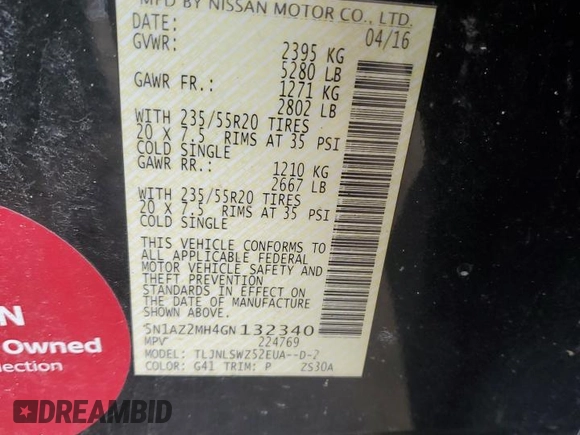 MFD BY NISSAN MOTOR CO., LTD.
DATE: 04/16
GVWR: 2395 KG
5280 LB
GAWR FR.: 1271 KG
2802 LB
WITH 235/55R20 TIRES
20 X 7.5 RIMS AT 35 PSI
COLD SINGLE
GAWR RR.: 1210 KG
2667 LB
WITH 235/55R20 TIRES
20 X 7.5 RIMS AT 35 PSI
COLD SINGLE
THIS VEHICLE CONFORMS TO
ALL APPLICABLE FEDERAL
MOTOR VEHICLE SAFETY AND
THEFT PREVENTION
STANDARDS IN EFFECT ON
THE DATE OF MANUFACTURE
SHOWN ABOVE.
5N1AZ2MH4GN132340
MPV 224769
MODEL: TLJNLSWZ52EUA--D-2
COLOR: G41 TRIM: P ZS30A
N
Owned
DREAMBID